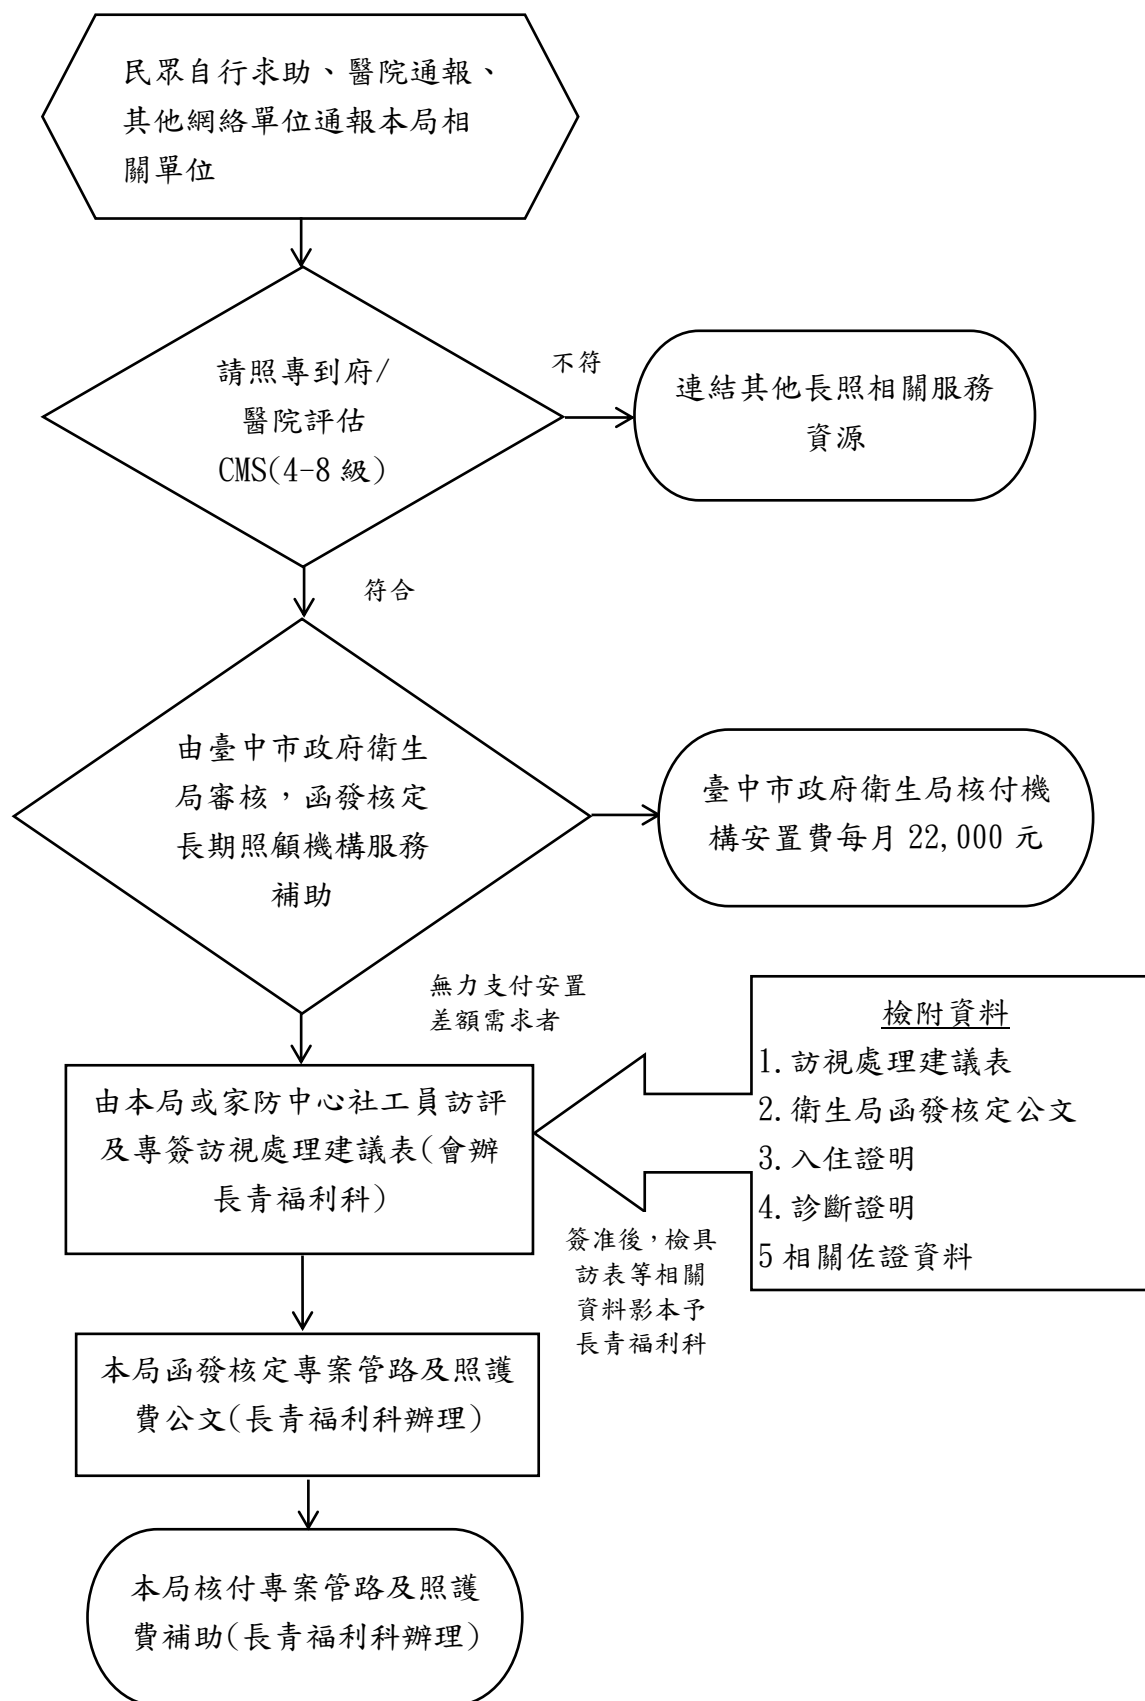 民眾自行求助、醫院通報、
其他網絡單位通報本局相
關單位
請照專到府/
醫院評估
CMS(4-8 級)
不符
連結其他長照相關服務
資源
符合
由臺中市政府衛生
局審核，函發核定
長期照顧機構服務
補助
臺中市政府衛生局核付機
構安置費每月 22,000 元
無力支付安置
差額需求者
由本局或家防中心社工員訪評
及專簽訪視處理建議表(會辦
長青福利科)
檢附資料
1.訪視處理建議表
2.衛生局函發核定公文
3.入住證明
4.診斷證明
5 相關佐證資料
簽准後，檢具
訪表等相關
資料影本予
長青福利科
本局函發核定專案管路及照護
費公文(長青福利科辦理)
本局核付專案管路及照護
費補助(長青福利科辦理)